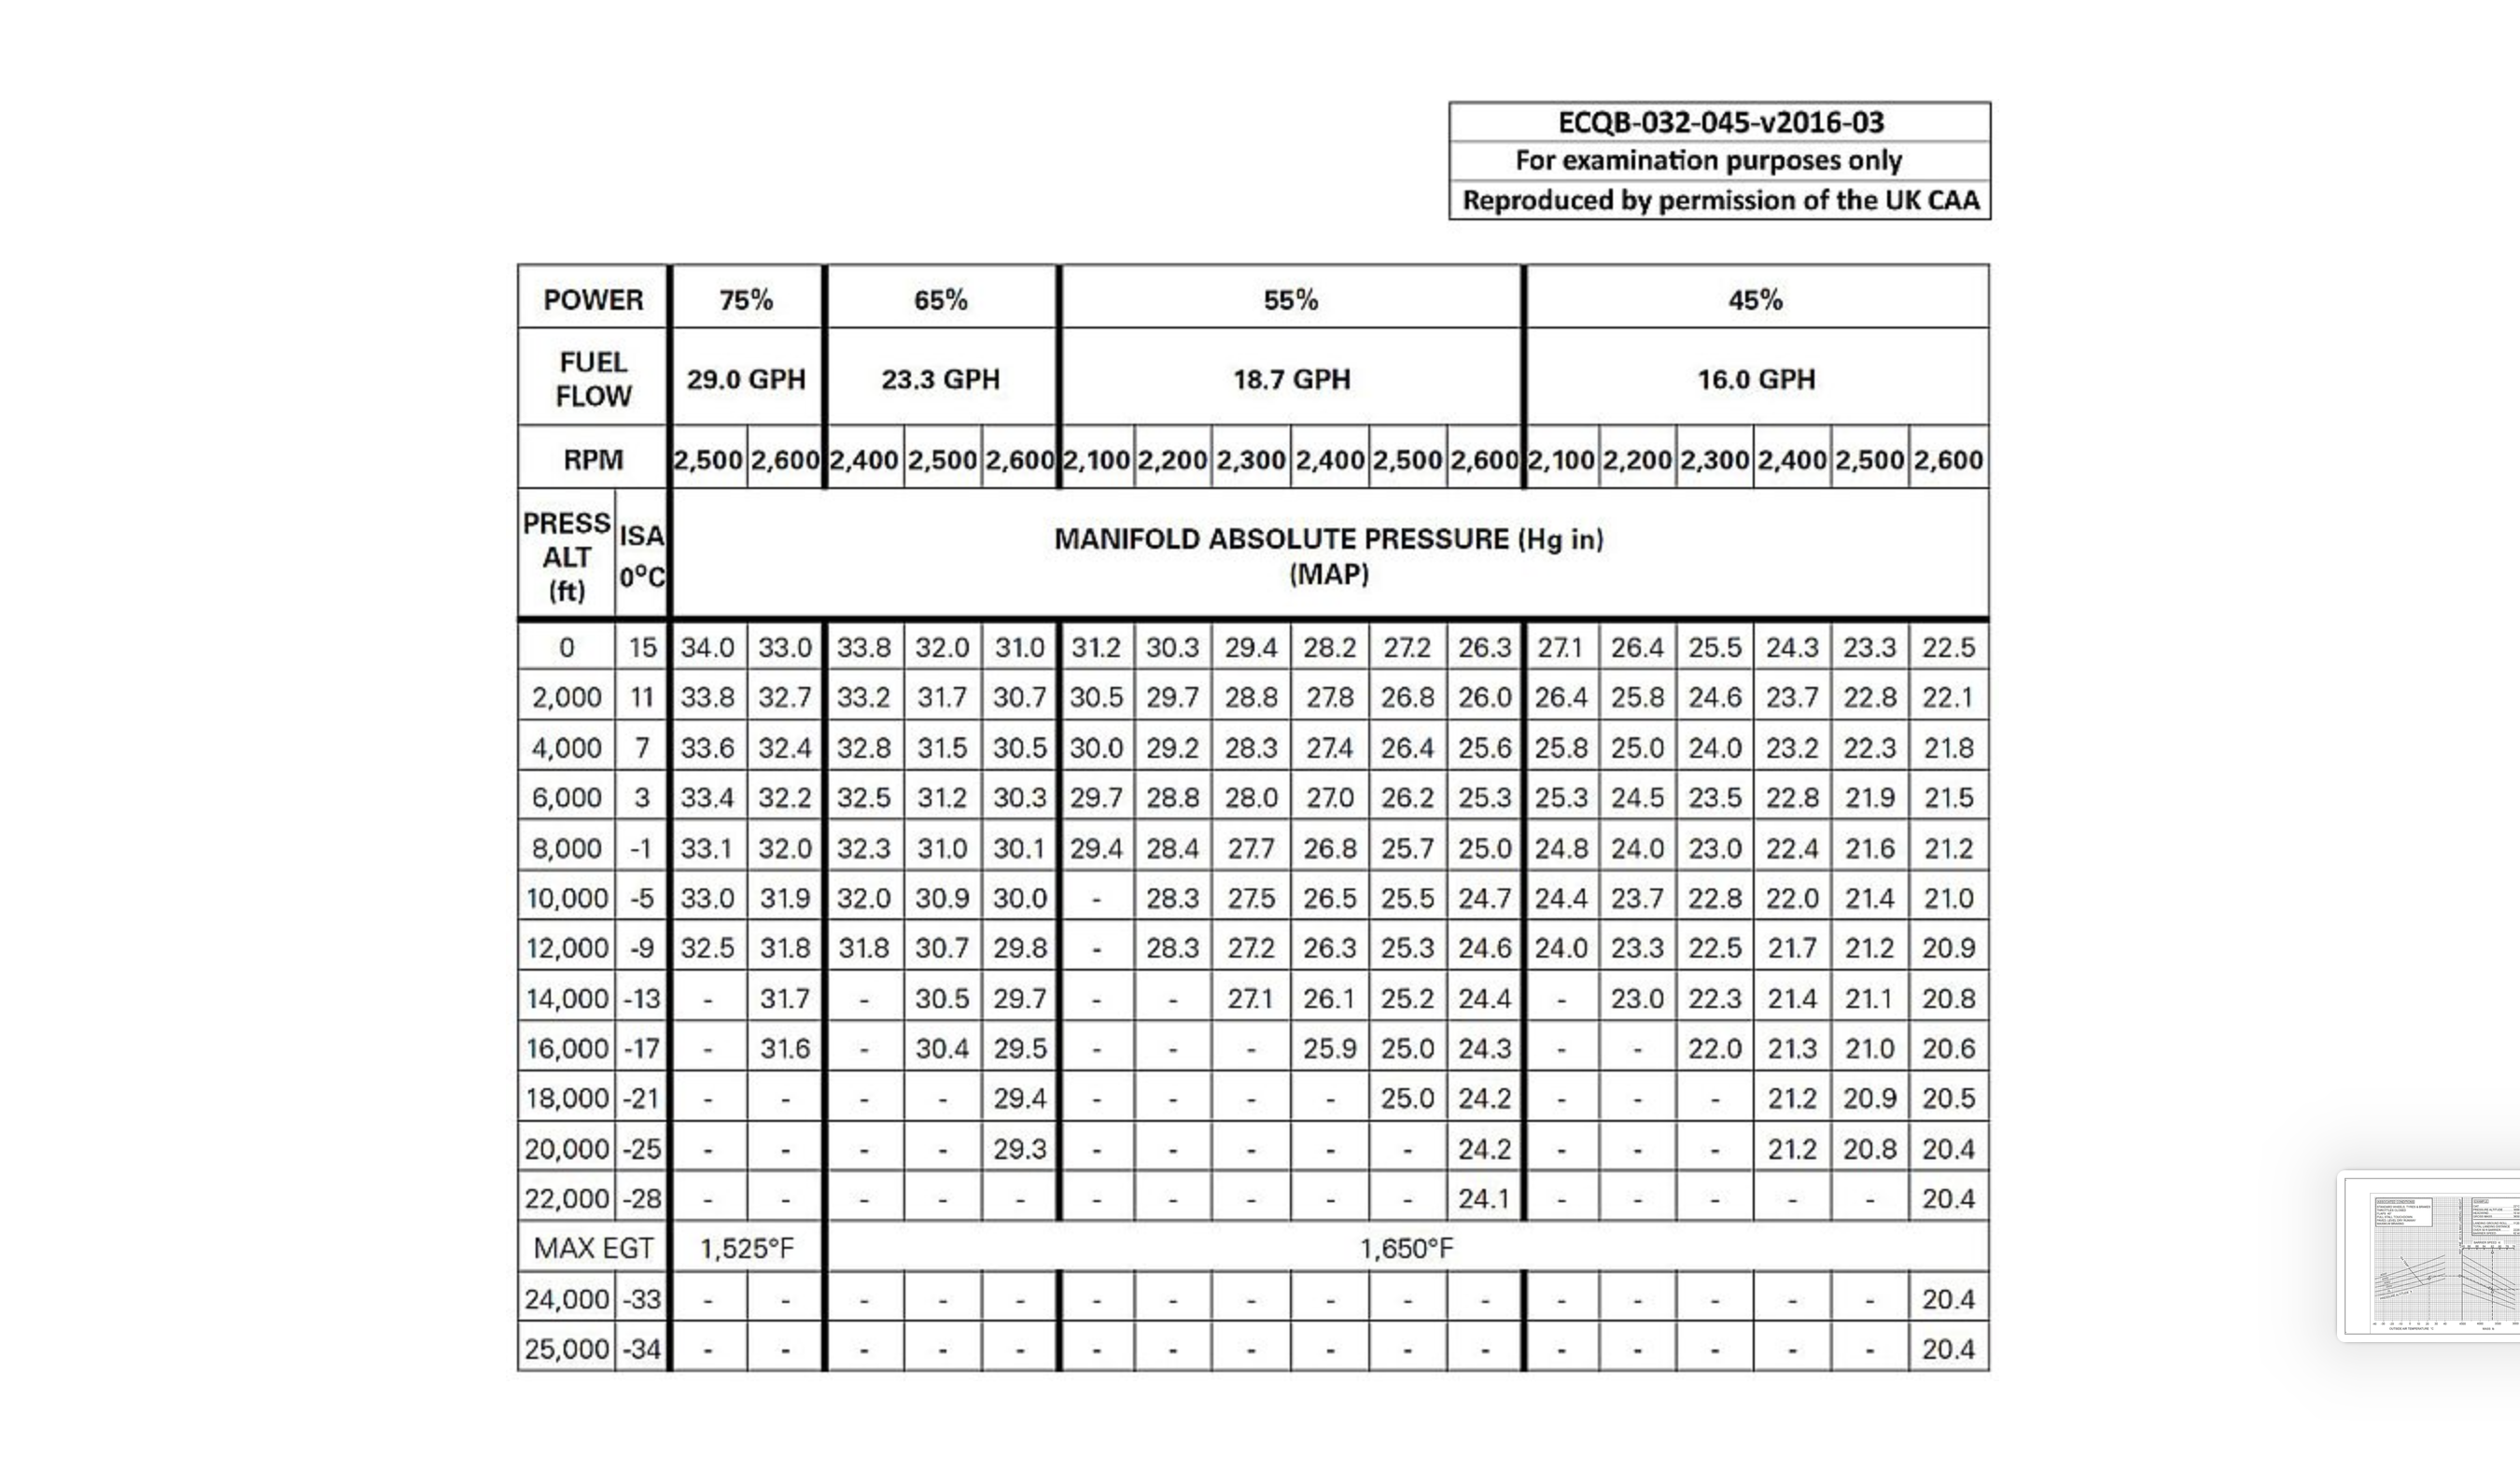 ECQB-032-045-v2016-03
For examination purposes only
Reproduced by permission of the UK CAA
POWER 75% 65% 55% 45%
FUEL FLOW 29.0 GPH 23.3 GPH 18.7 GPH 16.0 GPH
RPM 2,500 2,600 2,400 2,500 2,600 2,100 2,200 2,300 2,400 2,500 2,600 2,100 2,200 2,300 2,400 2,500 2,600
PRESS ALT (ft) ISA 0°C MANIFOLD ABSOLUTE PRESSURE (Hg in) (MAP)
0 15 34.0 33.0 33.8 32.0 31.0 31.2 30.3 29.4 28.2 27.2 26.3 27.1 26.4 25.5 24.3 23.3 22.5
2,000 11 33.8 32.7 33.2 31.7 30.7 30.5 29.7 28.8 27.8 26.8 26.0 26.4 25.8 24.6 23.7 22.8 22.1
4,000 7 33.6 32.4 32.8 31.5 30.5 30.0 29.2 28.3 27.4 26.4 25.6 25.8 25.0 24.0 23.2 22.3 21.8
6,000 3 33.4 32.2 32.5 31.2 30.3 29.7 28.8 28.0 27.0 26.2 25.3 25.3 24.5 23.5 22.8 21.9 21.5
8,000 -1 33.1 32.0 32.3 31.0 30.1 29.4 28.4 27.7 26.8 25.7 25.0 24.8 24.0 23.0 22.4 21.6 21.2
10,000 -5 33.0 31.9 32.0 30.9 30.0 - 28.3 27.5 26.5 25.5 24.7 24.4 23.7 22.8 22.0 21.4 21.0
12,000 -9 32.5 31.8 31.8 30.7 29.8 - 28.3 27.2 26.3 25.3 24.6 24.0 23.3 22.5 21.7 21.2 20.9
14,000 -13 - 31.7 - 30.5 29.7 - - 27.1 26.1 25.2 24.4 - 23.0 22.3 21.4 21.1 20.8
16,000 -17 - 31.6 - 30.4 29.5 - - - 25.9 25.0 24.3 - - 22.0 21.3 21.0 20.6
18,000 -21 - - - - 29.4 - - - - 25.0 24.2 - - - 21.2 20.9 20.5
20,000 -25 - - - - 29.3 - - - - - 24.2 - - - 21.2 20.8 20.4
22,000 -28 - - - - - - - - - - 24.1 - - - - - 20.4
MAX EGT 1,525°F 1,650°F
24,000 -33 - - - - - - - - - - - - - - - - 20.4
25,000 -34 - - - - - - - - - - - - - - - - 20.4